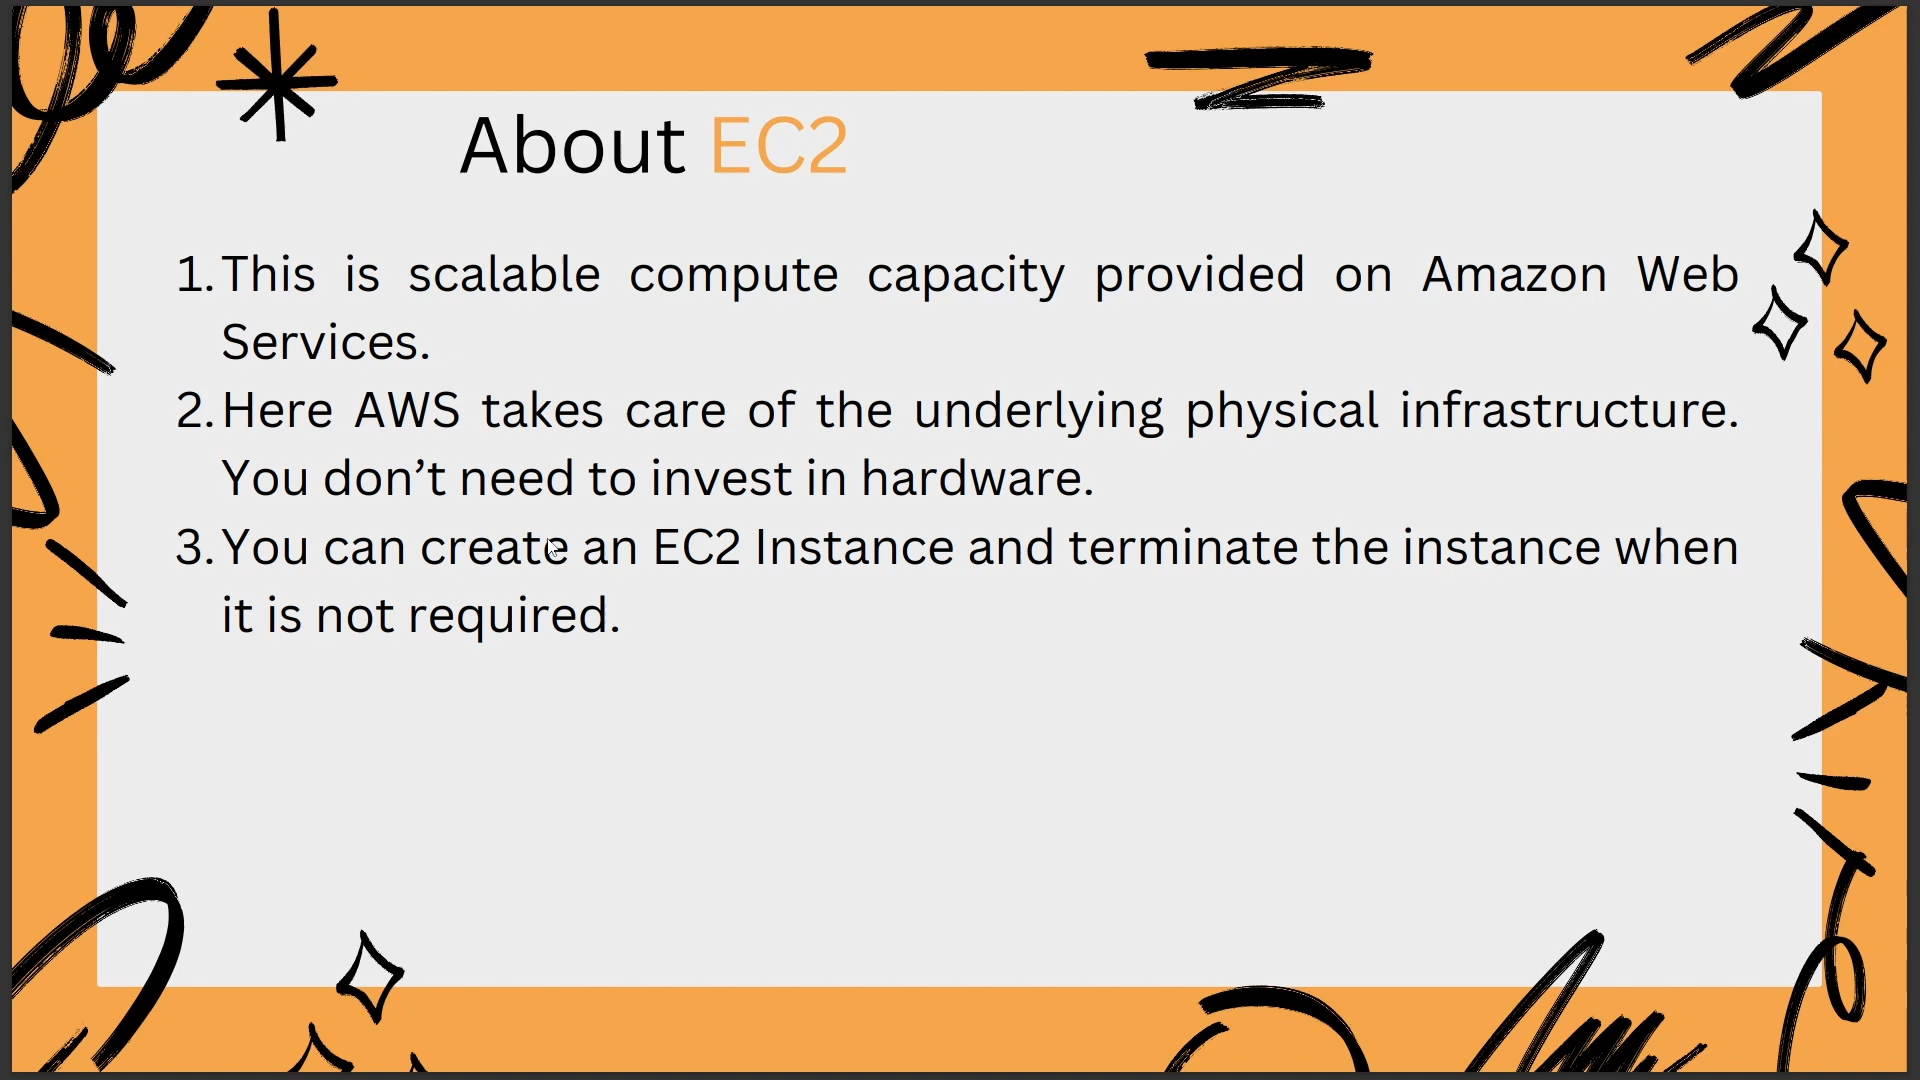 About EC2
1. This is scalable compute capacity provided on Amazon Web
Services.
2. Here AWS takes care of the underlying physical infrastructure.
You don’t need to invest in hardware.
3. You can create an EC2 Instance and terminate the instance when
it is not required.